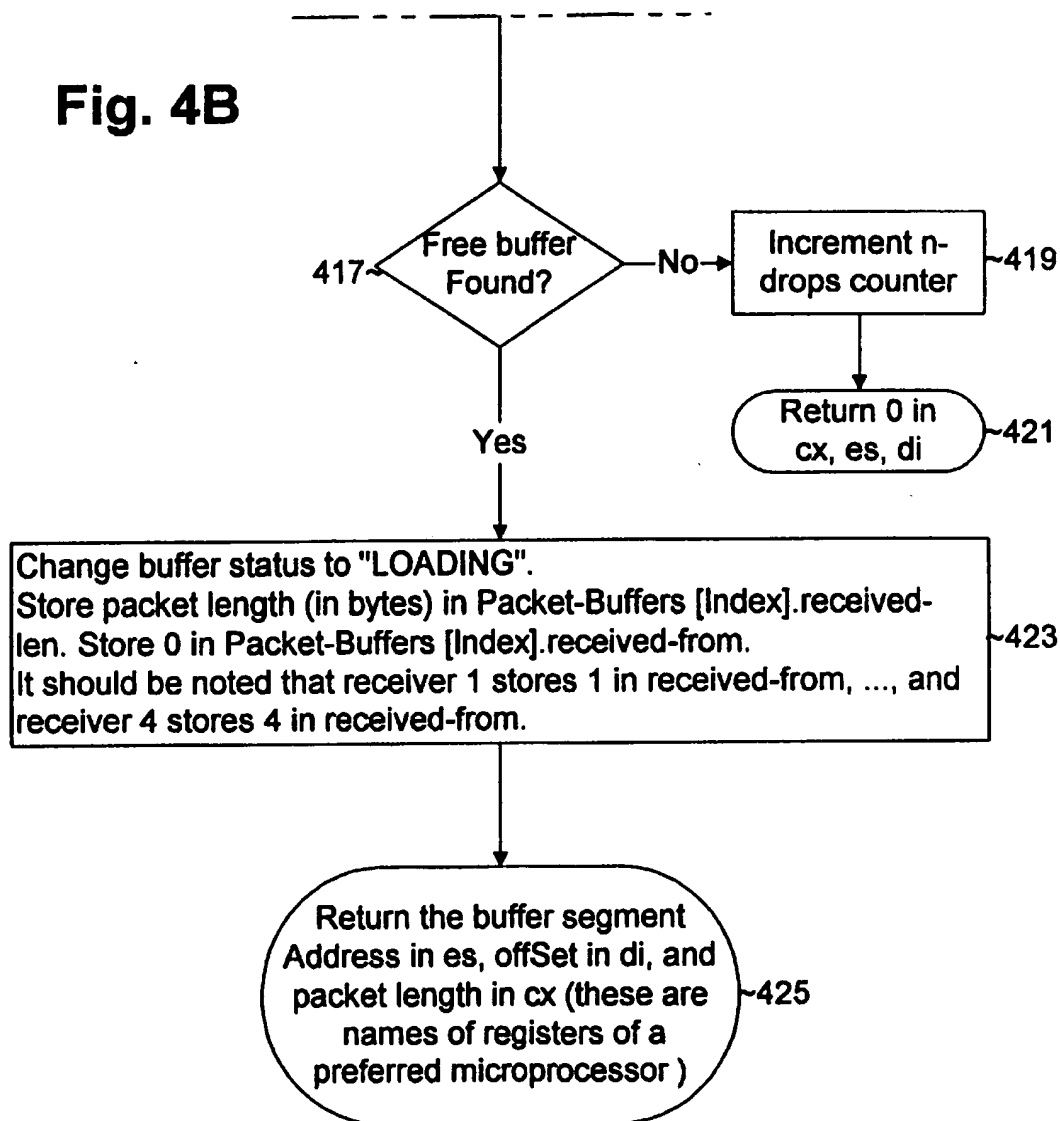 Fig. 4B
Free buffer
Found?
417~
No
Increment n-
drops counter
~419
Return 0 in
cx, es, di
~421
Yes
Change buffer status to "LOADING".
Store packet length (in bytes) in Packet-Buffers [Index].received-
len. Store 0 in Packet-Buffers [Index].received-from.
It should be noted that receiver 1 stores 1 in received-from, ..., and
receiver 4 stores 4 in received-from.
~423
Return the buffer segment
Address in es, offSet in di, and
packet length in cx (these are
names of registers of a
preferred microprocessor )
~425